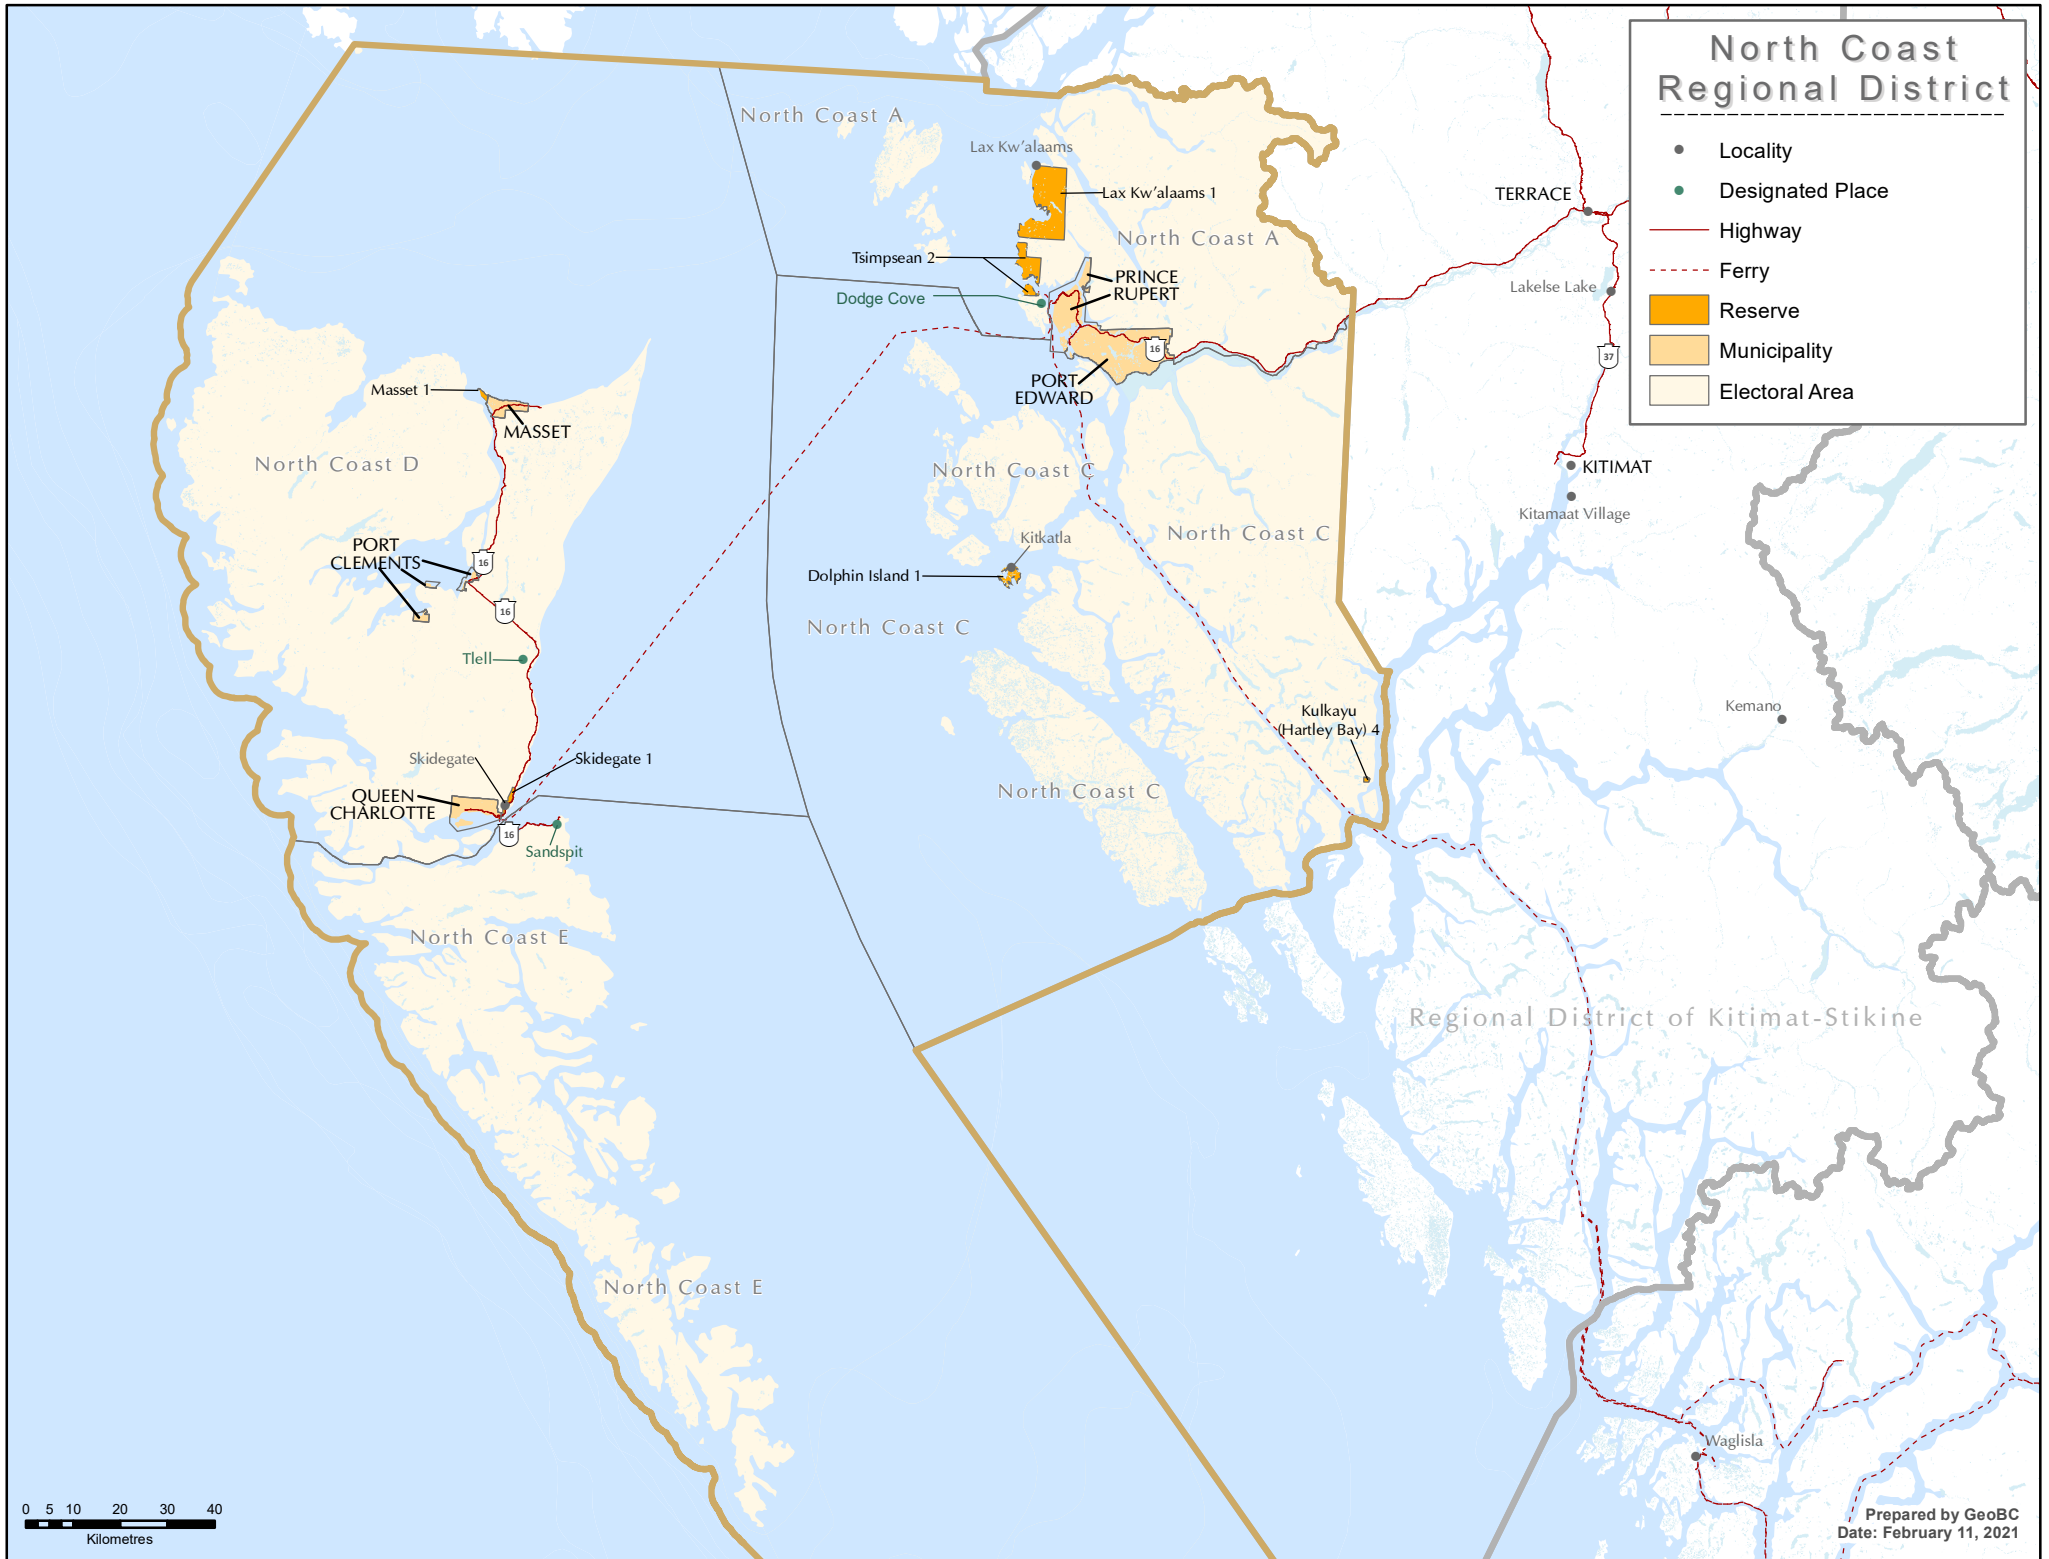 North Coast
Regional District
Locality
Designated Place
Highway
Ferry
Reserve
Municipality
Electoral Area
North Coast A
Lax Kw'alaams
Lax Kw'alaams 1
TERRACE
North Coast A
Tsimpsean 2
PRINCE
RUPERT
Dodge Cove
Lakelse Lake
16
37
PORT
EDWARD
Masset 1
MASSET
North Coast D
North Coast C
KITIMAT
Kitamaat Village
North Coast C
Kitkatla
PORT
CLEMENTS
16
Dolphin Island 1
16
North Coast C
Tlell
Kulkayu
(Hartley Bay) 4
Kemano
Skidegate
Skidegate 1
North Coast C
QUEEN
CHARLOTTE
16
Sandspit
North Coast E
Regional District of Kitimat-Stikine
North Coast E
Waglisla
0 5 10 20 30 40
Kilometres
Prepared by GeoBC
Date: February 11, 2021